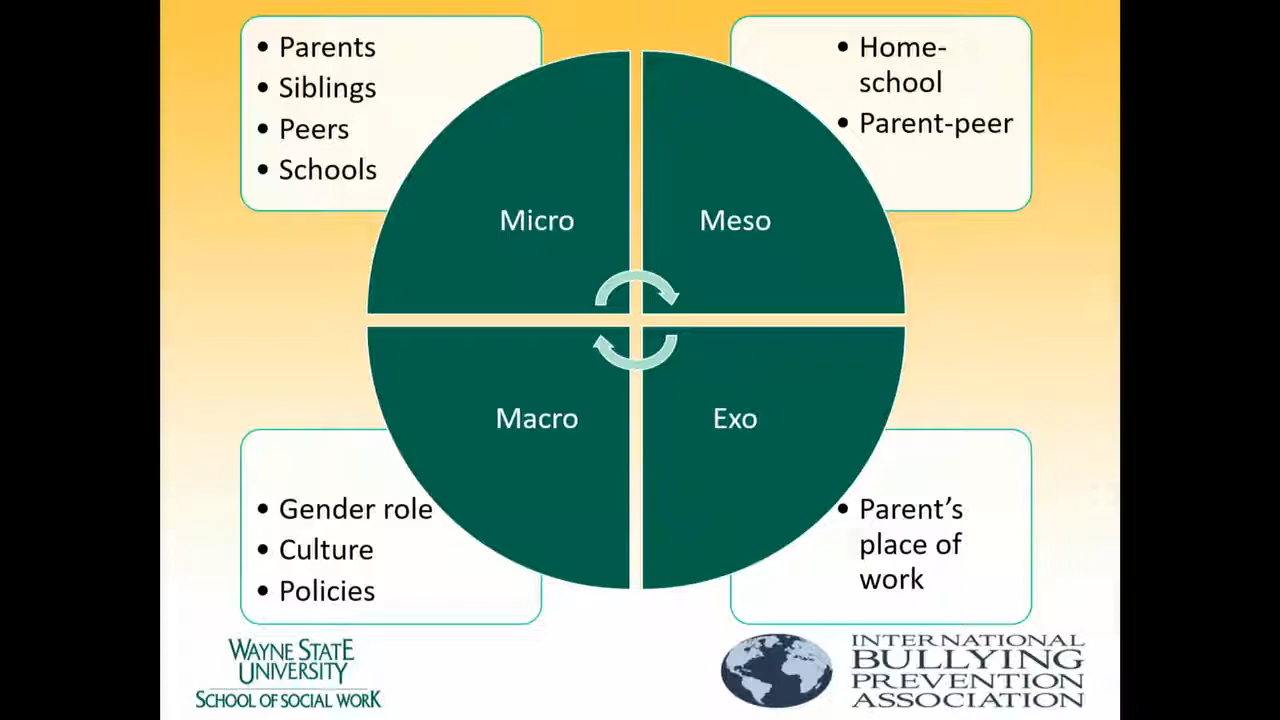 • Parents
• Siblings
• Peers
• Schools
• Home-
school
• Parent-peer
Micro
Meso
Macro
Exo
• Gender role
• Culture
• Policies
• Parent’s
place of
work
WAYNE STATE
UNIVERSITY
SCHOOL OF SOCIAL WORK
INTERNATIONAL
BULLYING
PREVENTION
ASSOCIATION